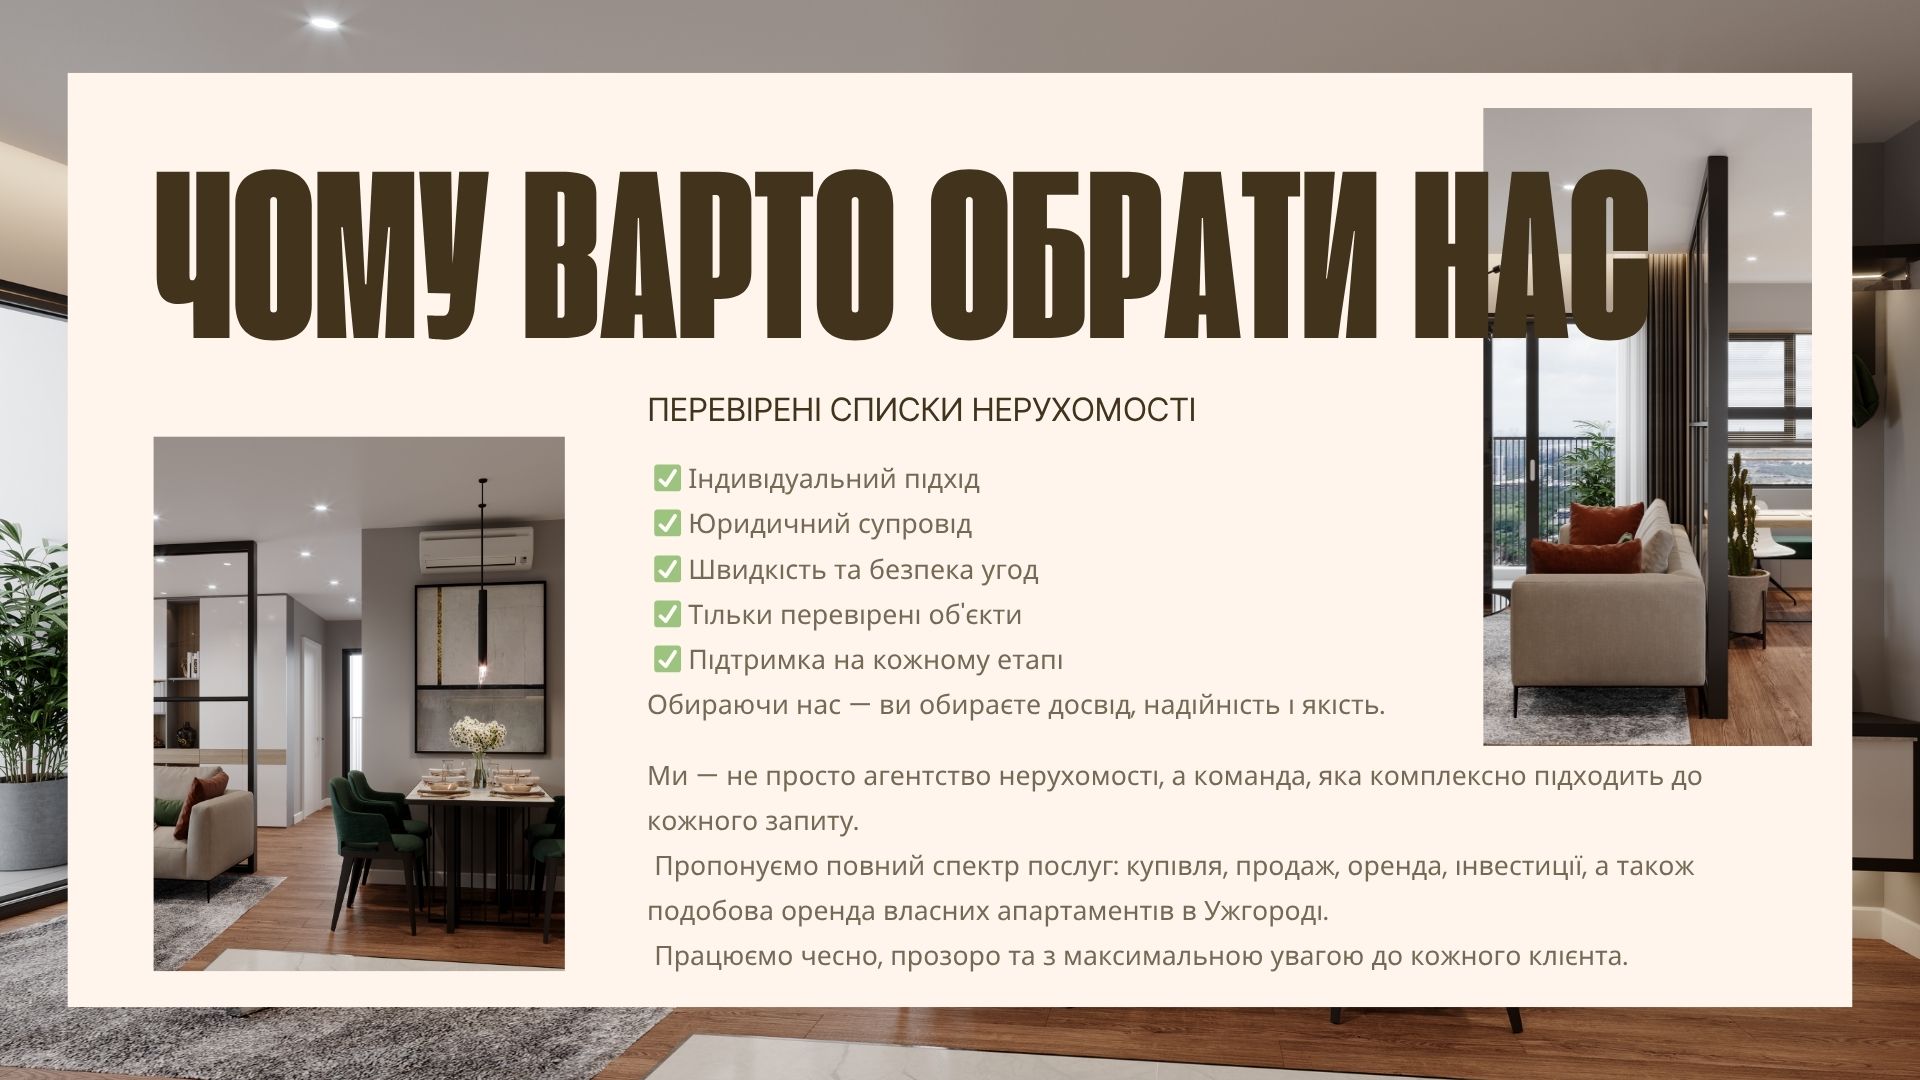 ЧОМУ ВАРТО ОБРАТИ НАС
ПЕРЕВІРЕНІ СПИСКИ НЕРУХОМОСТІ
✅ Індивідуальний підхід
✅ Юридичний супровід
✅ Швидкість та безпека угод
✅ Тільки перевірені об'єкти
✅ Підтримка на кожному етапі
Обираючи нас — ви обираєте досвід, надійність і якість.
Ми — не просто агентство нерухомості, а команда, яка комплексно підходить до
кожного запиту.
Пропонуємо повний спектр послуг: купівля, продаж, оренда, інвестиції, а також
подобова оренда власних апартаментів в Ужгороді.
Працюємо чесно, прозоро та з максимальною увагою до кожного клієнта.